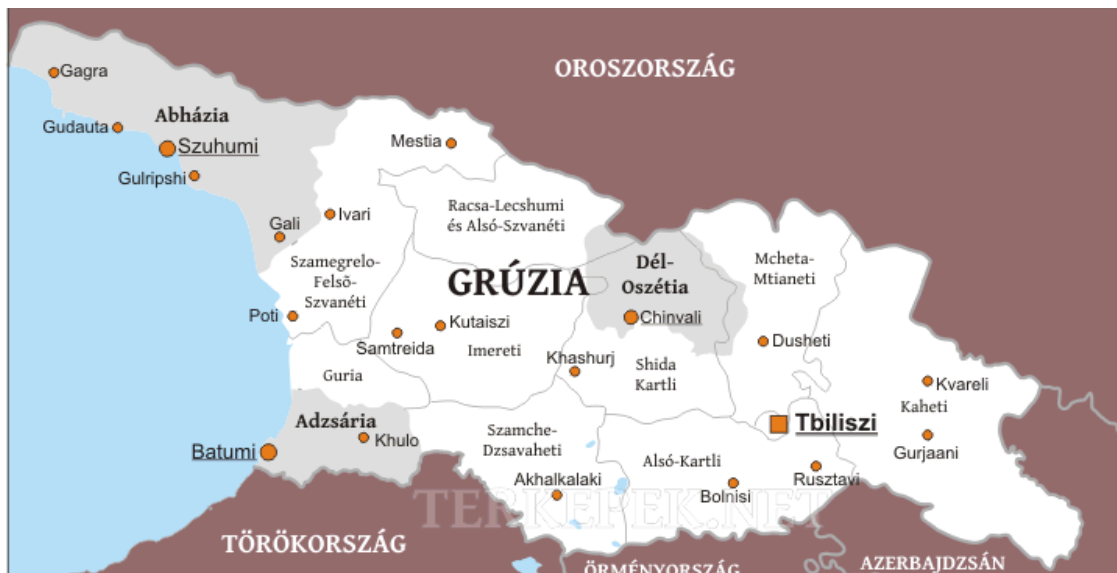 OROSZORSZÁG
Gagra
Abházia
Gudauta
Szuhumi
Mestia
Gulripshi
Racsa-Lecshumi
és Alsó-Szvanéti
Ivari
Gali
Szamegrelo-
Felsõ-
Szvanéti
GRÚZIA
Dél-
Oszétia
Mcheta-
Mtianeti
Poti
Kutaiszi
Chinvali
Samtreida
Imereti
Dusheti
Khashurj
Shida
Kartli
Guria
Kvareli
Kaheti
Adzsária
Khulo
Batumi
Szamche-
Dzsavaheti
Tbiliszi
Gurjaani
Alsó-Kartli
Akhalkalaki
Bolnisi
Rusztavi
TERKEPEK.NET
TÖRÖKORSZÁG
ÖRMÉNYORSZÁG
AZERBAJDZSÁN